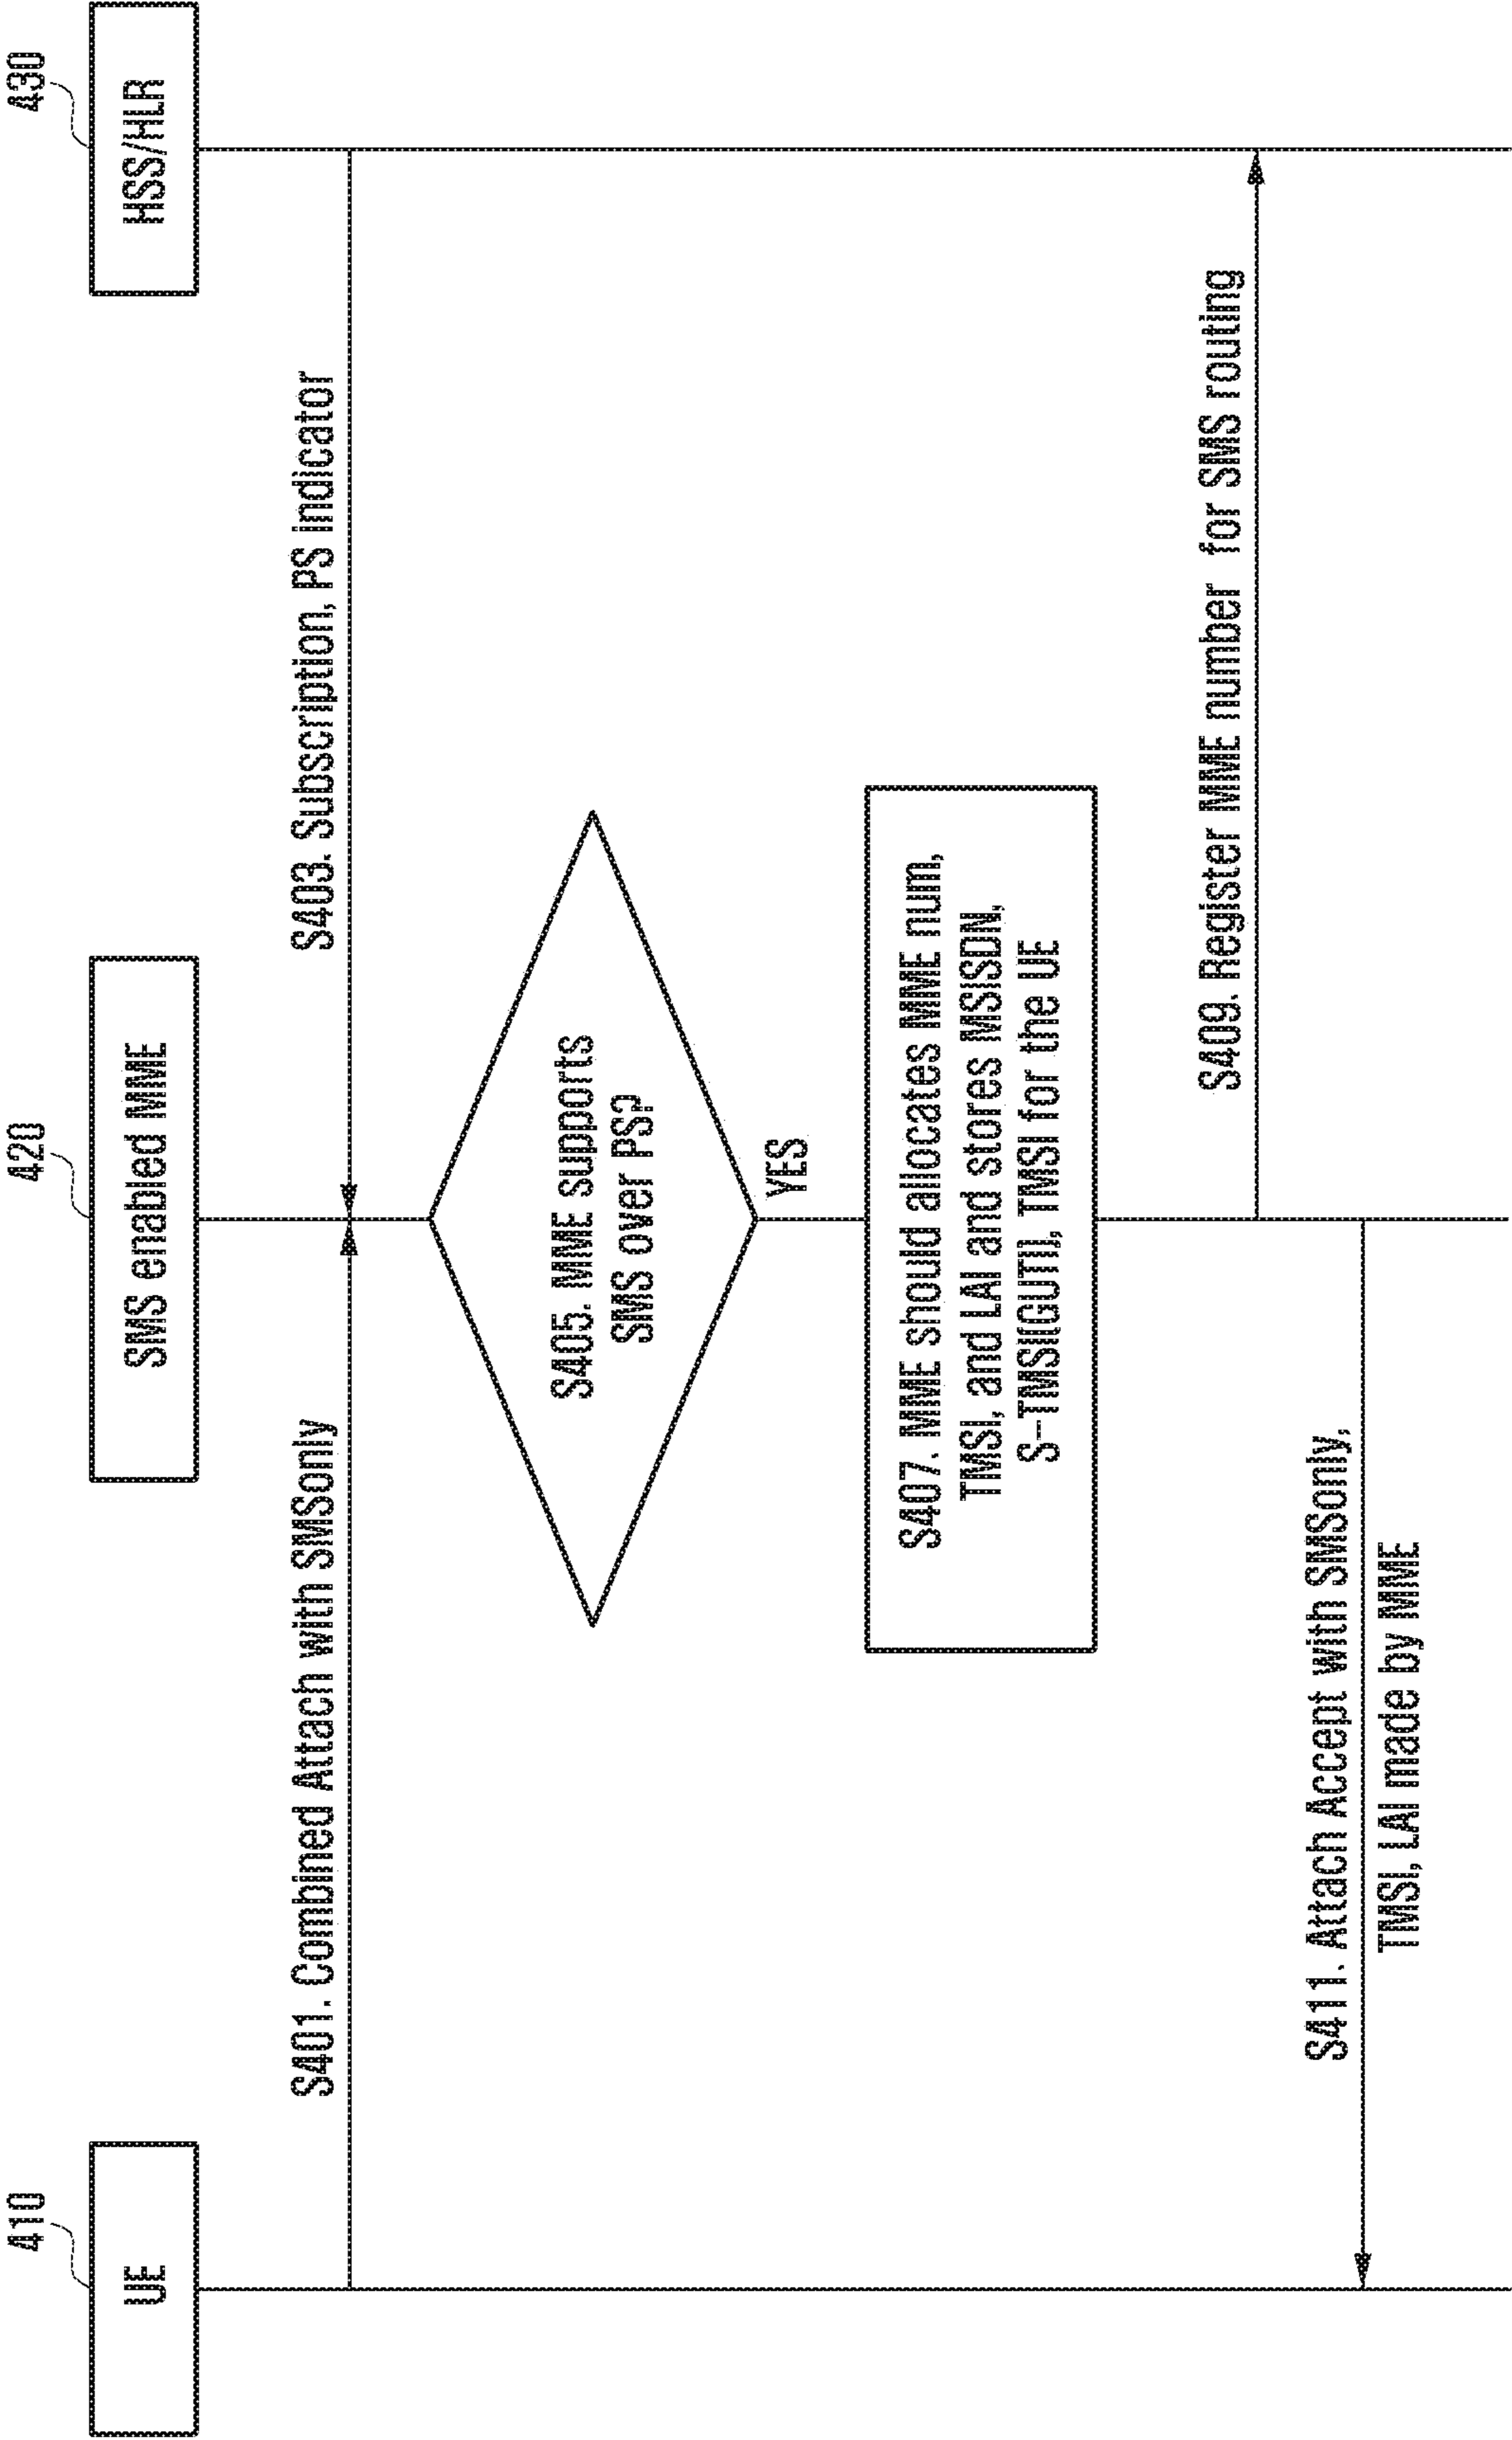 410
420
430
UE
SMS enabled MME
HSS/HLR
S401. Combined Attach with SMSonly
S403. Subscription, PS indicator
S405. MME supports
SMS over PS?
YES
S407. MME should allocates MME num,
TMSI, and LAI and stores MSISDN,
S-TMSI(GUTI), TMSI for the UE
S409. Register MME number for SMS routing
S411. Attach Accept with SMSonly,
TMSI, LAI made by MME